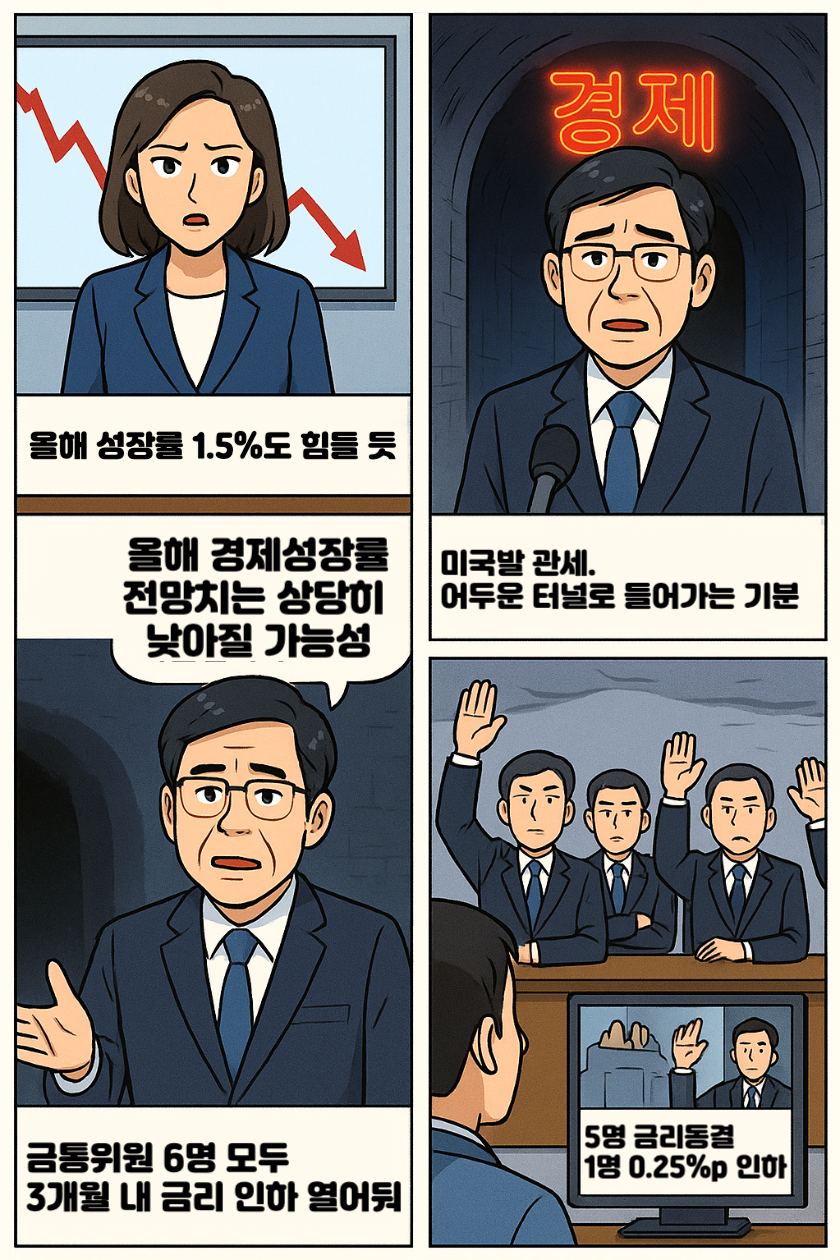 올해 성장률 1.5%도 힘들 듯
경제
미국발 관세.
어두운 터널로 들어가는 기분
올해 경제성장률
전망치는 상당히
낮아질 가능성
금통위원 6명 모두
3개월 내 금리 인하 열어둬
5명 금리동결
1명 0.25%p 인하